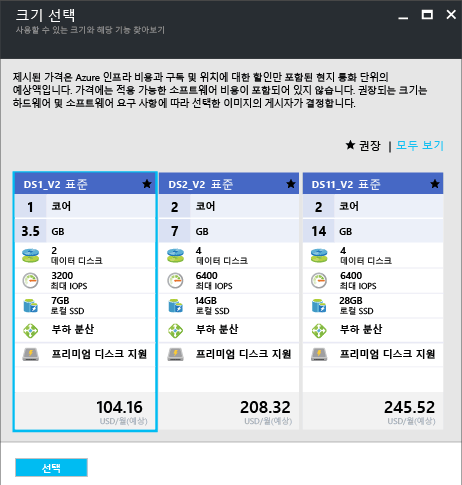 크기 선택
사용할 수 있는 크기와 해당 기능 찾아보기
제시된 가격은 Azure 인프라 비용과 구독 및 위치에 대한 할인만 포함된 현지 통화 단위의
예상액입니다. 가격에는 적용 가능한 소프트웨어 비용이 포함되어 있지 않습니다. 권장되는 크기는
하드웨어 및 소프트웨어 요구 사항에 따라 선택한 이미지의 게시자가 결정합니다.
★ 권장 | 모두 보기
DS1_V2 표준 ★
1 코어
3.5 GB
2
데이터 디스크
3200
최대 IOPS
7GB
로컬 SSD
부하 분산
프리미엄 디스크 지원
104.16
USD/월(예상)
DS2_V2 표준 ★
2 코어
7 GB
4
데이터 디스크
6400
최대 IOPS
14GB
로컬 SSD
부하 분산
프리미엄 디스크 지원
208.32
USD/월(예상)
DS11_V2 표준 ★
2 코어
14 GB
4
데이터 디스크
6400
최대 IOPS
28GB
로컬 SSD
부하 분산
프리미엄 디스크 지원
245.52
USD/월(예상)
선택